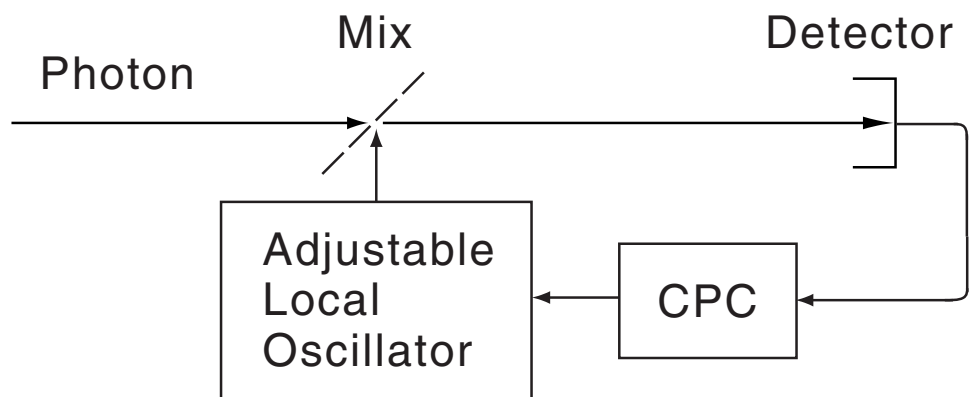 Mix
Detector
Photon
Adjustable
Local
Oscillator
CPC